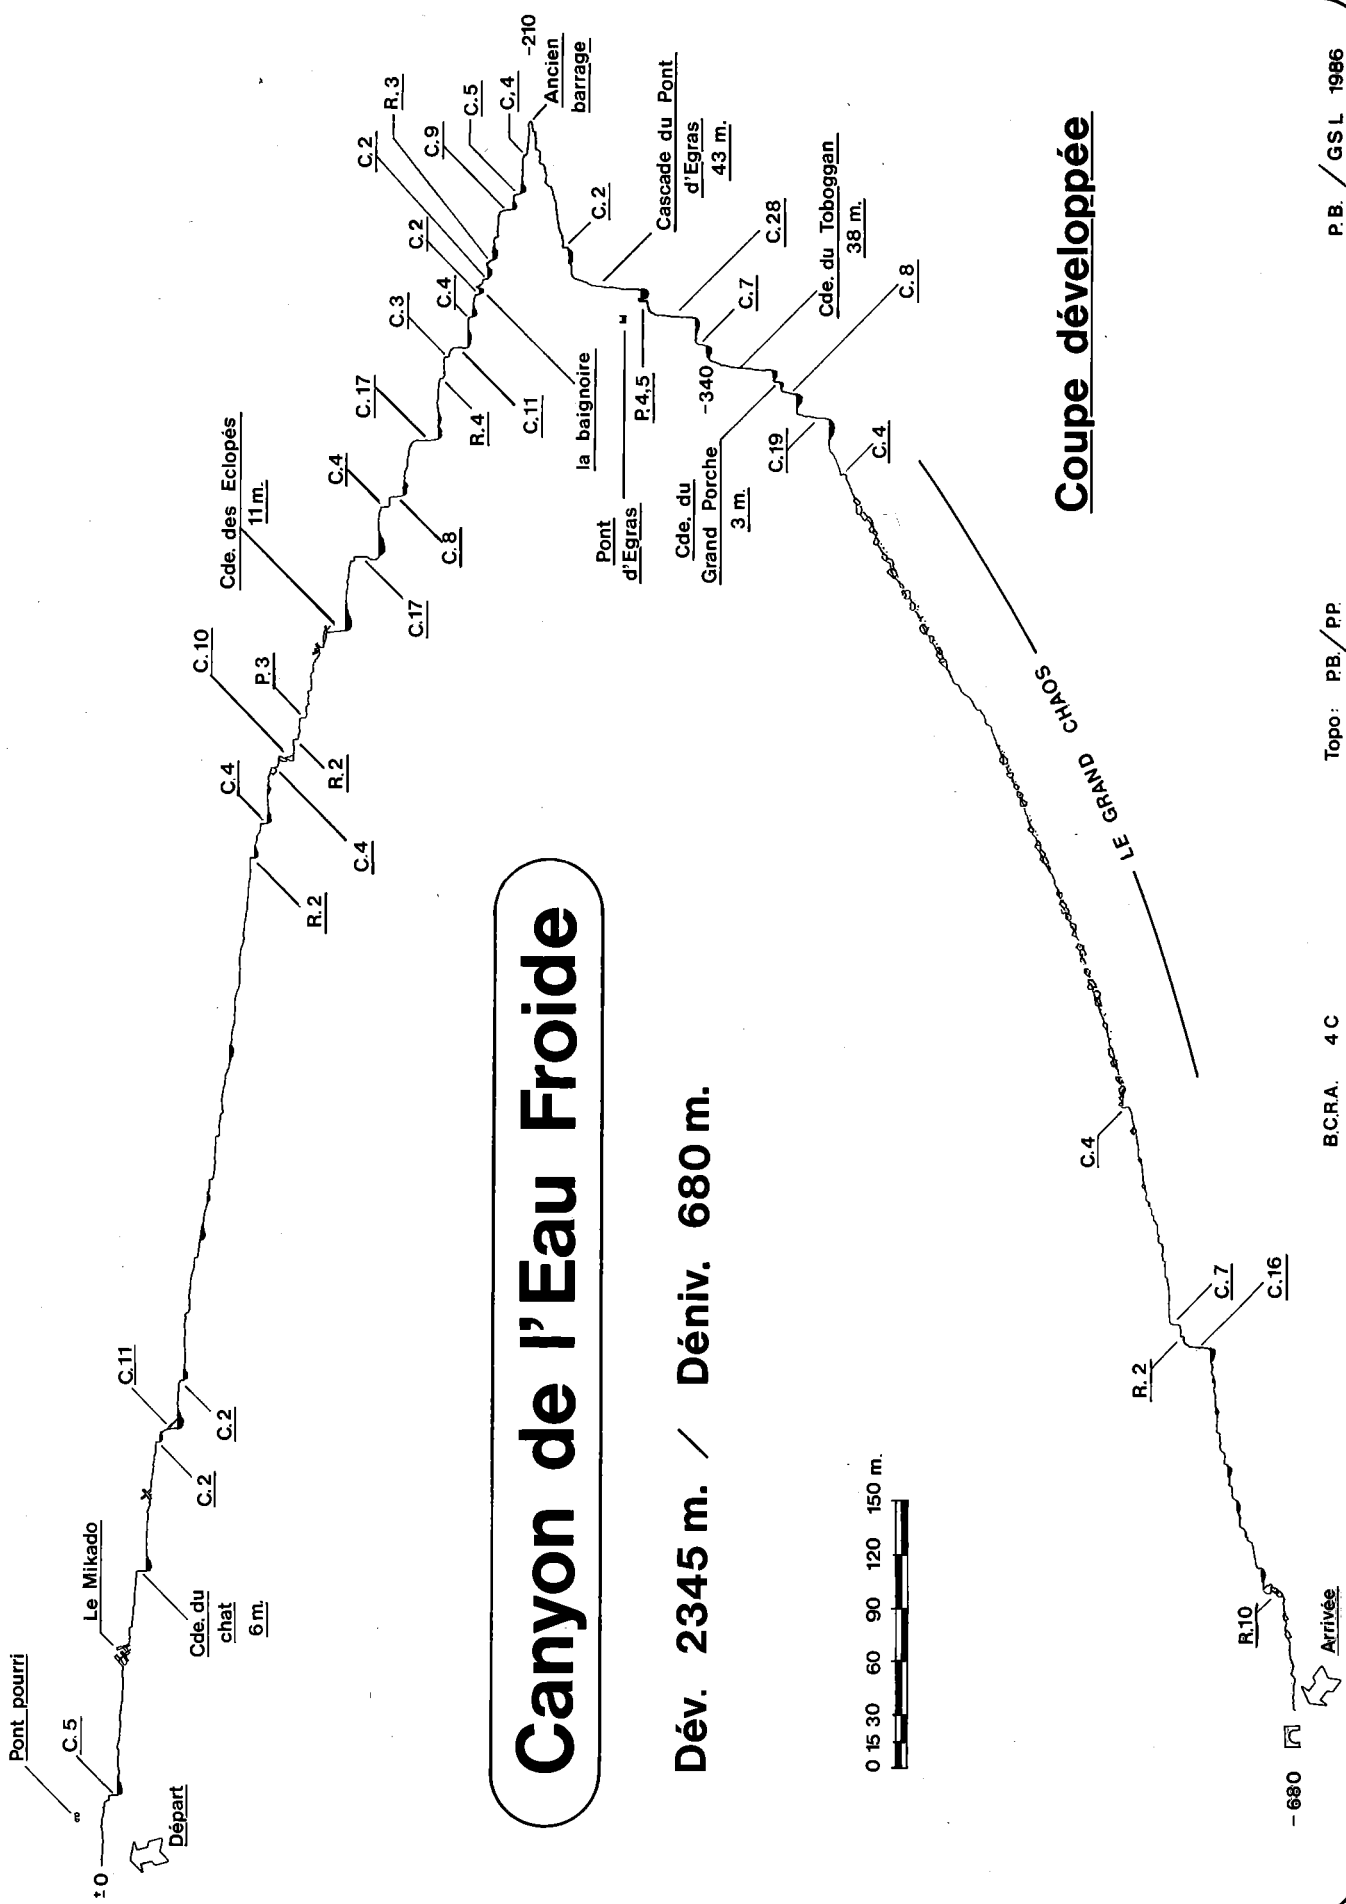 ± 0
Départ
Pont pourri
C. 5
Le Mikado
Cde. du
chat
6 m.
C. 2
C. 11
C. 2
R. 2
C. 4
C. 4
C. 10
R. 2
P. 3
Cde. des Eclopés
11 m.
C. 17
C. 4
C. 8
C. 17
R. 4
C. 3
C. 11
C. 4
C. 2
la baignoire
C. 2
R. 3
C. 9
C. 5
C. 4
-210
Ancien
barrage
C. 2
Cascade du Pont
d'Egras
43 m.
Pont
d'Egras
P. 4,5
C. 28
C. 7
-340
Cde. du Toboggan
38 m.
Cde. du
Grand Porche
3 m.
C. 8
C. 19
C. 4
LE GRAND CHAOS
C. 4
C. 7
R. 2
C. 16
R. 10
Arrivée
- 680
Canyon de l'Eau Froide
Dév. 2345 m. / Déniv. 680 m.
0 15 30 60 90 120 150 m.
Coupe développée
B.C.R.A. 4 C
Topo : P.B. / P.P.
P.B. / G S L 1986